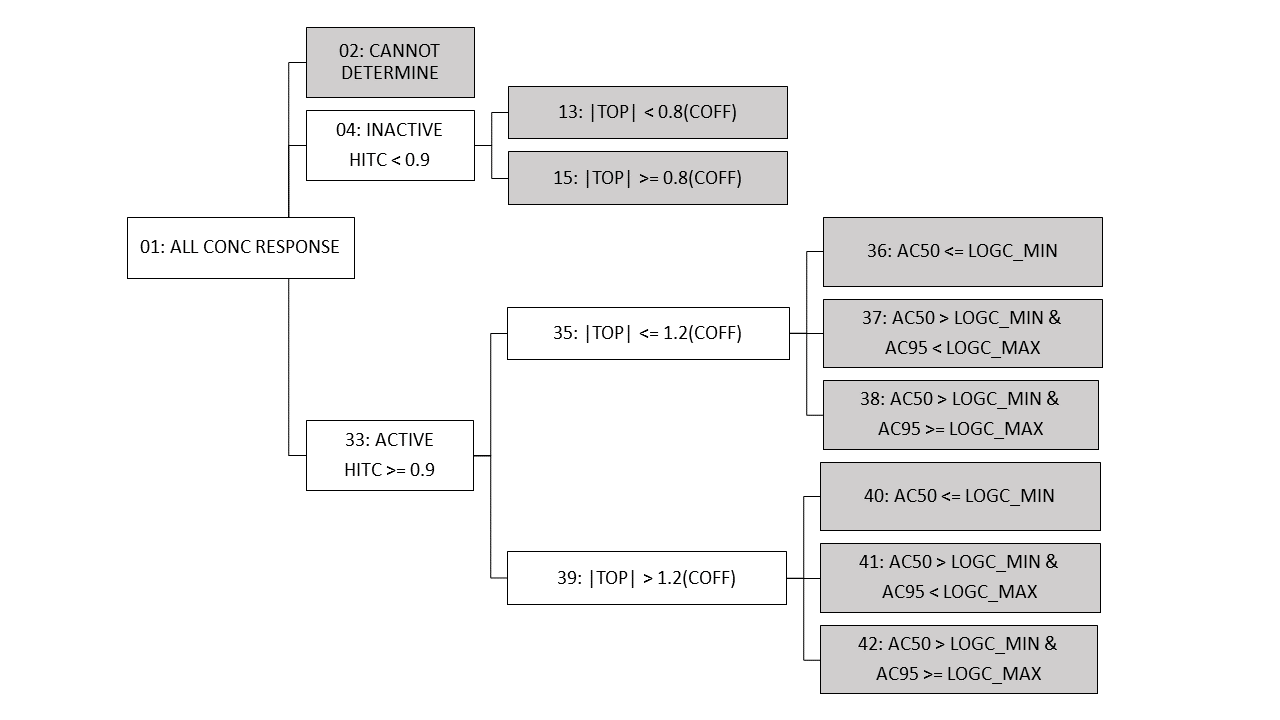 02: CANNOT
DETERMINE
04: INACTIVE
HITC < 0.9
13: |TOP| < 0.8(COFF)
15: |TOP| >= 0.8(COFF)
01: ALL CONC RESPONSE
33: ACTIVE
HITC >= 0.9
35: |TOP| <= 1.2(COFF)
36: AC50 <= LOGC_MIN
37: AC50 > LOGC_MIN &
AC95 < LOGC_MAX
38: AC50 > LOGC_MIN &
AC95 >= LOGC_MAX
39: |TOP| > 1.2(COFF)
40: AC50 <= LOGC_MIN
41: AC50 > LOGC_MIN &
AC95 < LOGC_MAX
42: AC50 > LOGC_MIN &
AC95 >= LOGC_MAX